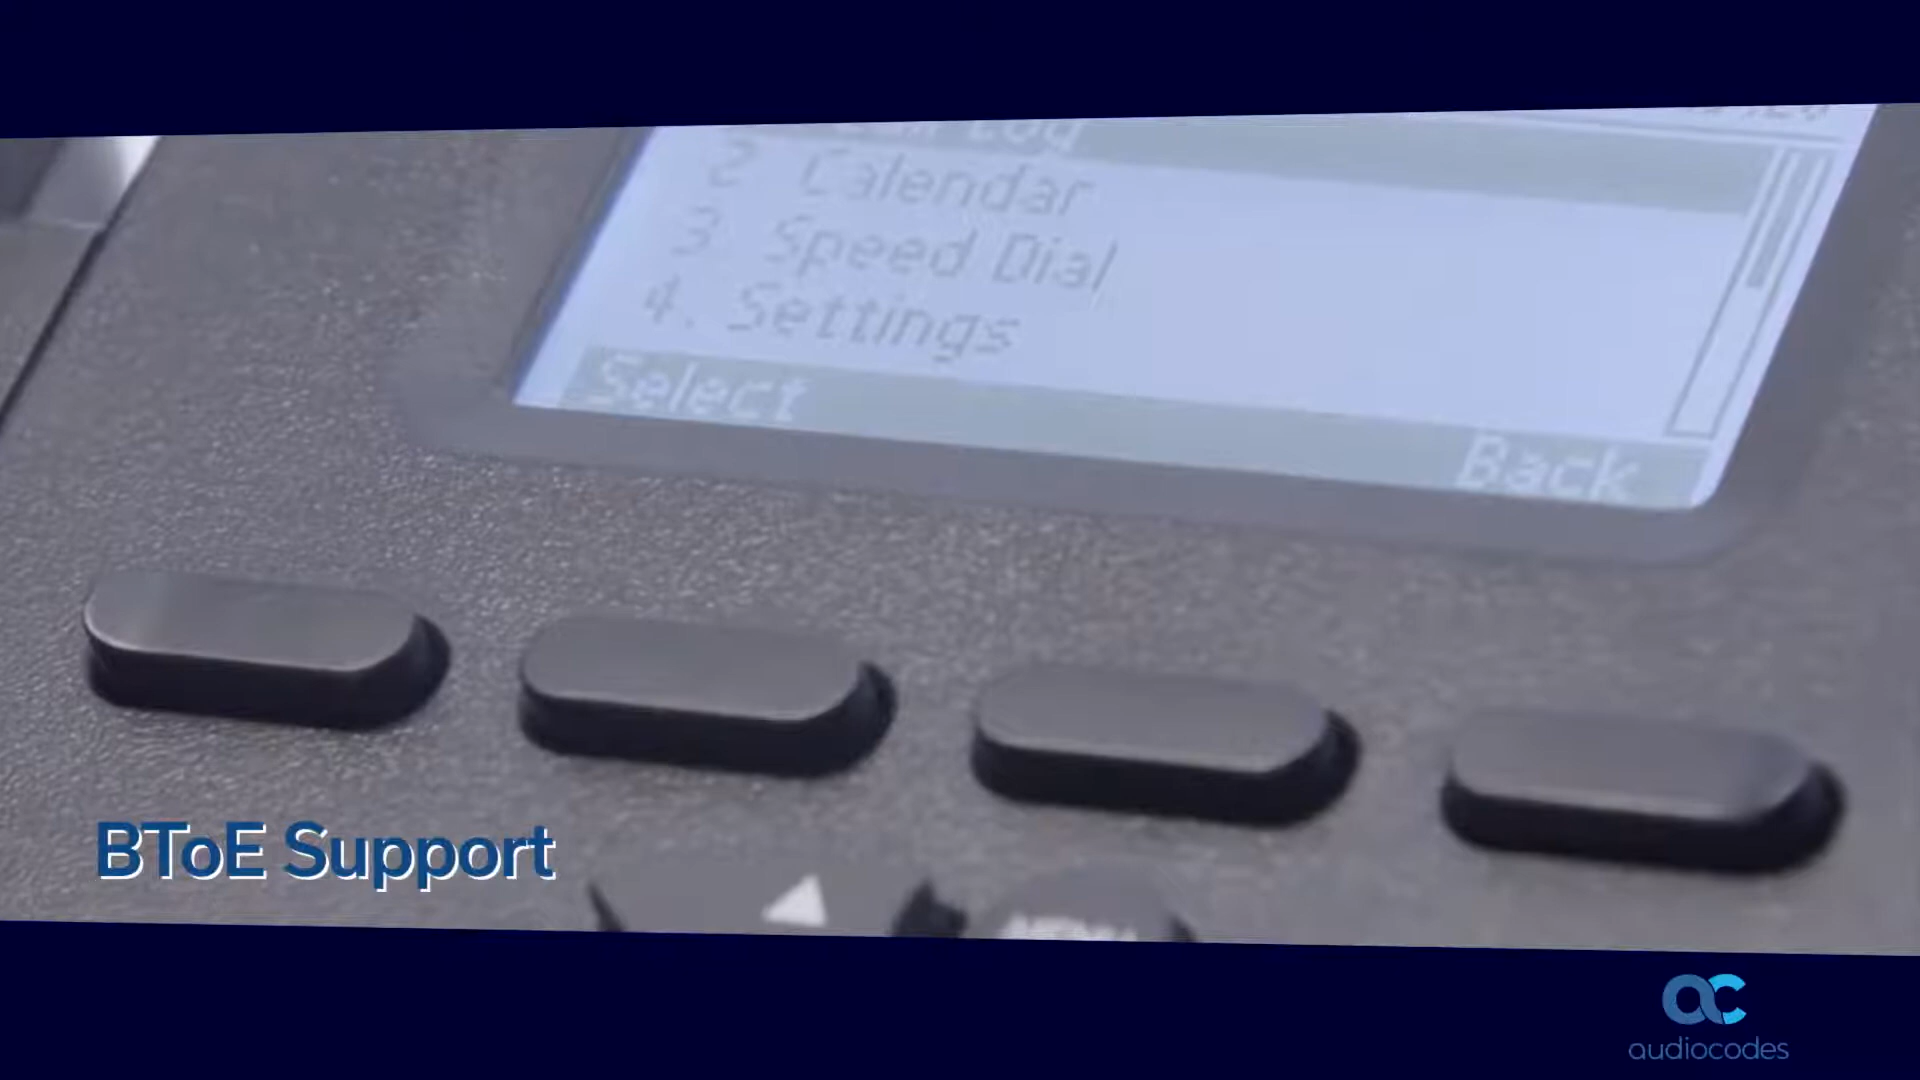 2 Calendar
3. Speed Dial
4. Settings
Select
Back
BToE Support
audiocodes